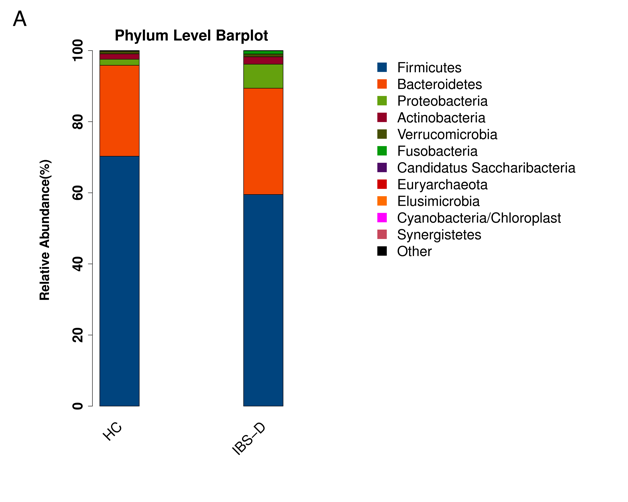 A
Phylum Level Barplot
Relative Abundance(%)
100
80
60
40
20
0
HC
IBS-D
Firmicutes
Bacteroidetes
Proteobacteria
Actinobacteria
Verrucomicrobia
Fusobacteria
Candidatus Saccharibacteria
Euryarchaeota
Elusimicrobia
Cyanobacteria/Chloroplast
Synergistetes
Other